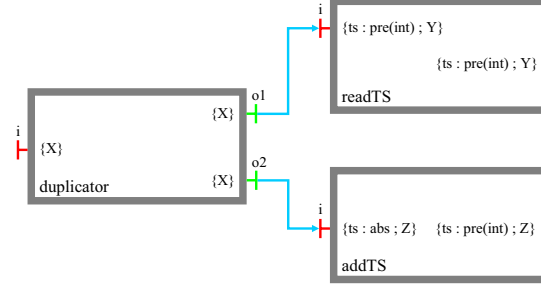 i
{X}
duplicator
{X}
o1
{X}
o2
i
{ts : pre(int) ; Y}
{ts : pre(int) ; Y}
readTS
i
{ts : abs ; Z} {ts : pre(int) ; Z}
addTS